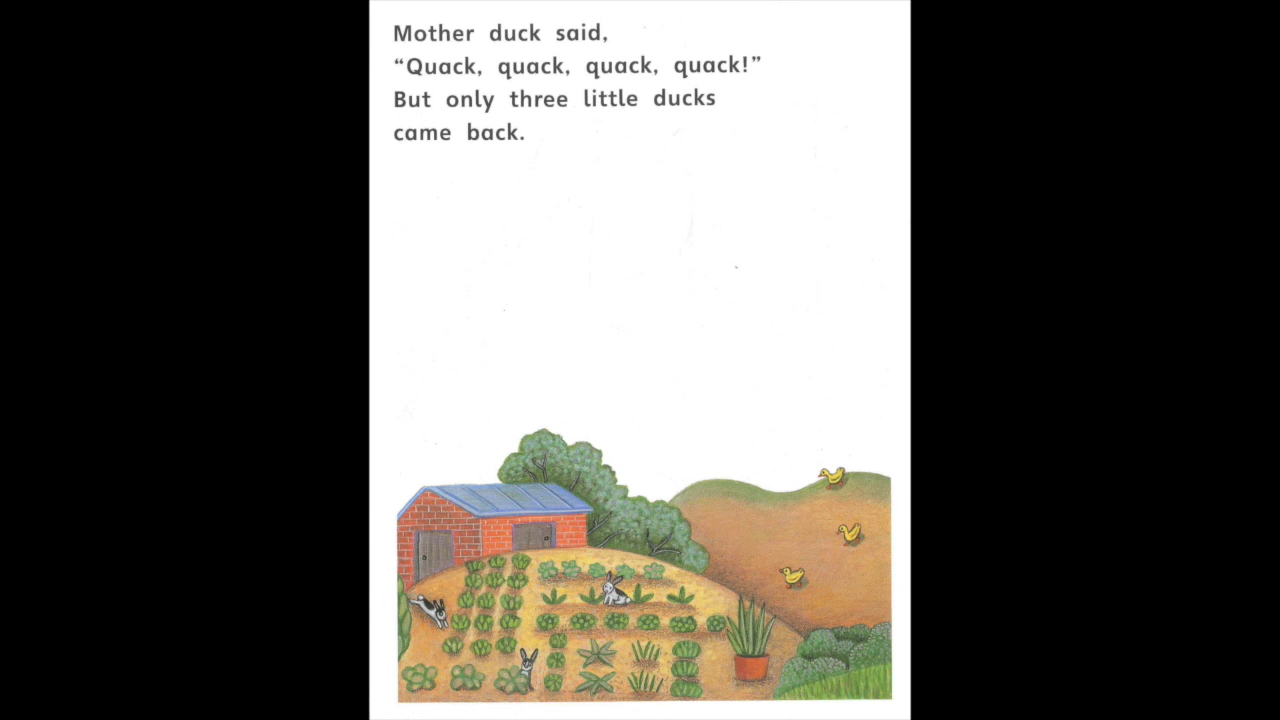 Mother duck said,
“Quack, quack, quack, quack!”
But only three little ducks
came back.